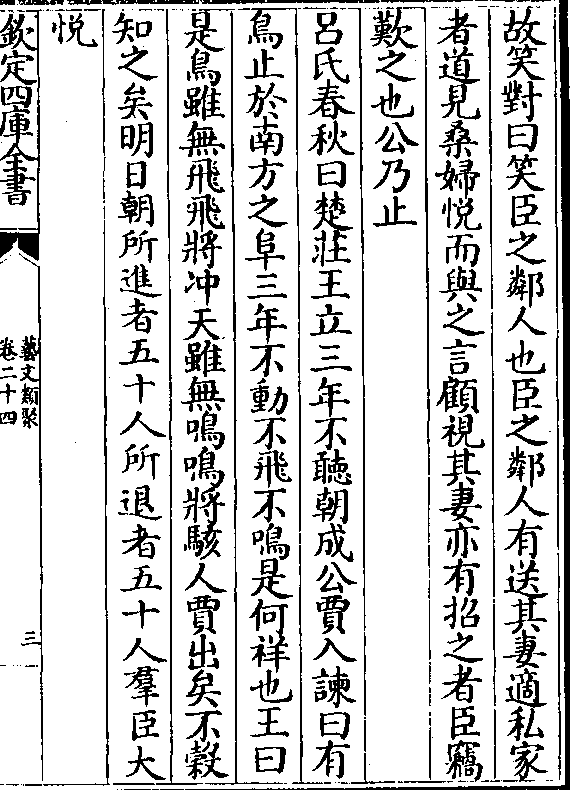 故笑對曰笑臣之鄰人也臣之鄰人有送其妻適私家
者道見桑婦悅而與之言顧視其妻亦有招之者臣竊
歎之也公乃止
呂氏春秋曰楚莊王立三年不聽朝成公賈入諫曰有
鳥止於南方之阜三年不動不飛不鳴是何祥也王曰
是鳥雖無飛飛將沖天雖無鳴鳴將駭人賈出矣不穀
知之矣明日朝所進者五十人所退者五十人羣臣大
悅
欽定四庫全書
藝文類聚
卷二十四
三